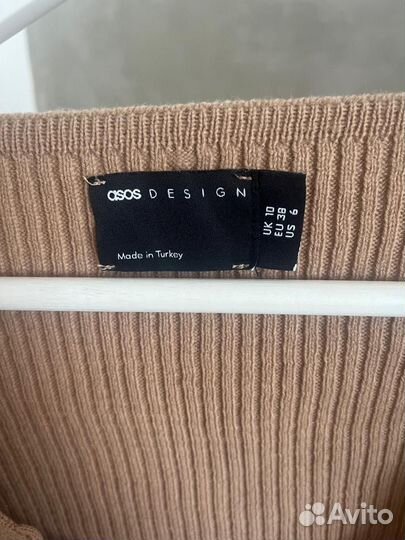 asos DESIGN
Made in Turkey
UK 10
EU 38
US 6
Avito